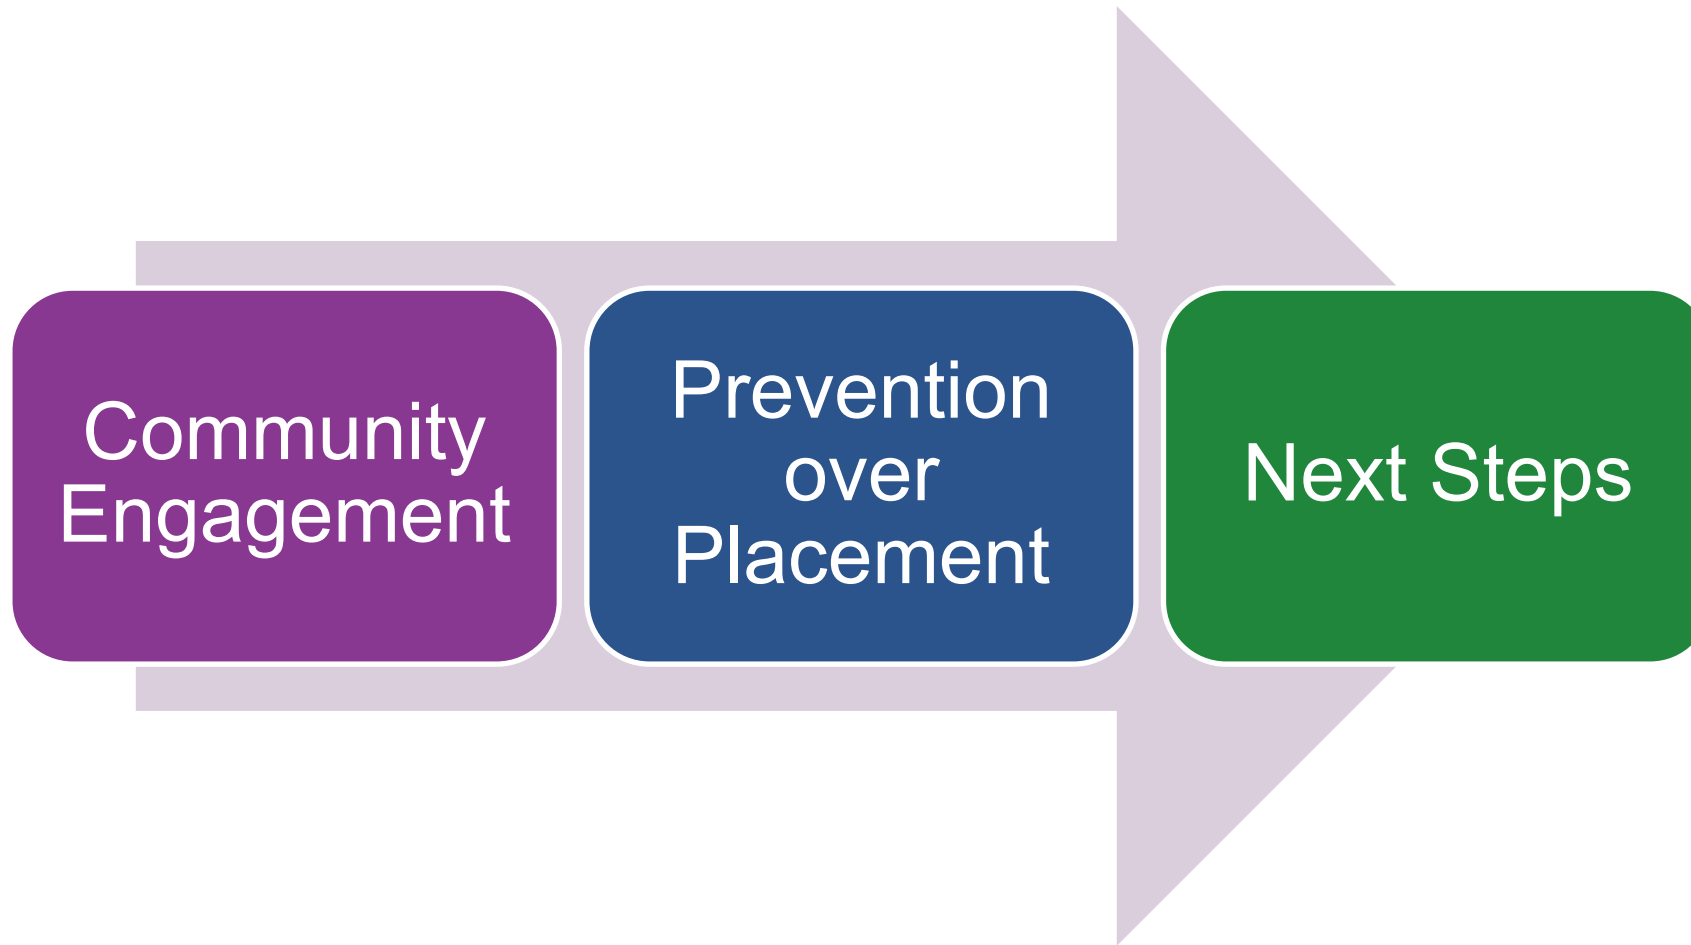 Community
Engagement
Prevention
over
Placement
Next Steps